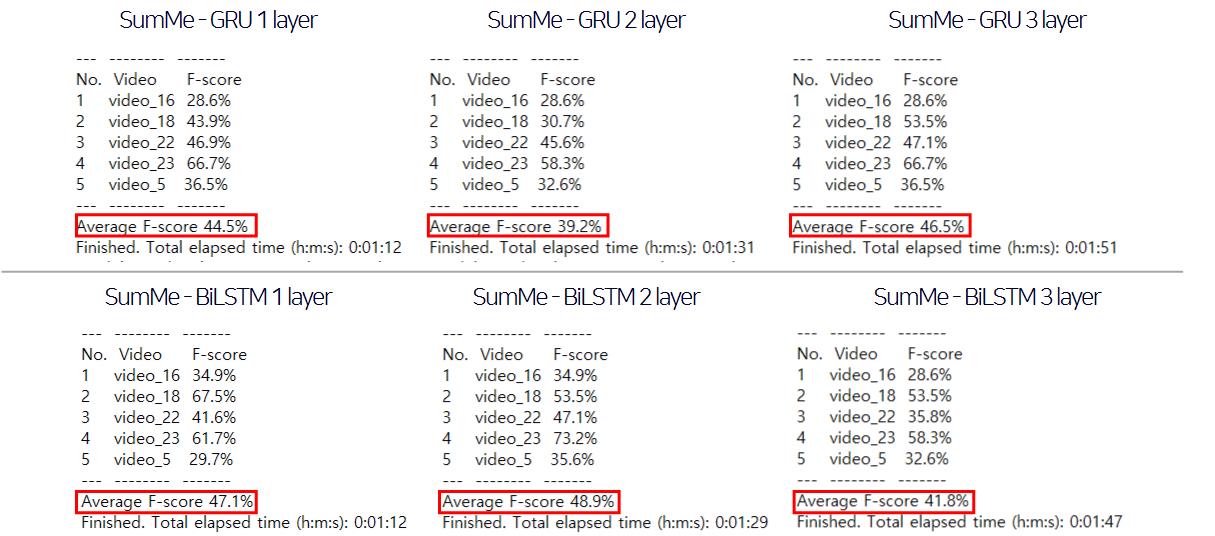 SumMe - GRU 1 layer
--- -------- -------
No. Video F-score
1 video_16 28.6%
2 video_18 43.9%
3 video_22 46.9%
4 video_23 66.7%
5 video_5 36.5%
--- -------- -------
Average F-score 44.5%
Finished. Total elapsed time (h:m:s): 0:01:12
SumMe - GRU 2 layer
--- -------- -------
No. Video F-score
1 video_16 28.6%
2 video_18 30.7%
3 video_22 45.6%
4 video_23 58.3%
5 video_5 32.6%
--- -------- -------
Average F-score 39.2%
Finished. Total elapsed time (h:m:s): 0:01:31
SumMe - GRU 3 layer
--- -------- -------
No. Video F-score
1 video_16 28.6%
2 video_18 53.5%
3 video_22 47.1%
4 video_23 66.7%
5 video_5 36.5%
--- -------- -------
Average F-score 46.5%
Finished. Total elapsed time (h:m:s): 0:01:51
SumMe - BiLSTM 1 layer
--- -------- -------
No. Video F-score
1 video_16 34.9%
2 video_18 67.5%
3 video_22 41.6%
4 video_23 61.7%
5 video_5 29.7%
--- -------- -------
Average F-score 47.1%
Finished. Total elapsed time (h:m:s): 0:01:12
SumMe - BiLSTM 2 layer
--- -------- -------
No. Video F-score
1 video_16 34.9%
2 video_18 53.5%
3 video_22 47.1%
4 video_23 73.2%
5 video_5 35.6%
--- -------- -------
Average F-score 48.9%
Finished. Total elapsed time (h:m:s): 0:01:29
SumMe - BiLSTM 3 layer
--- -------- -------
No. Video F-score
1 video_16 28.6%
2 video_18 53.5%
3 video_22 35.8%
4 video_23 58.3%
5 video_5 32.6%
--- -------- -------
Average F-score 41.8%
Finished. Total elapsed time (h:m:s): 0:01:47